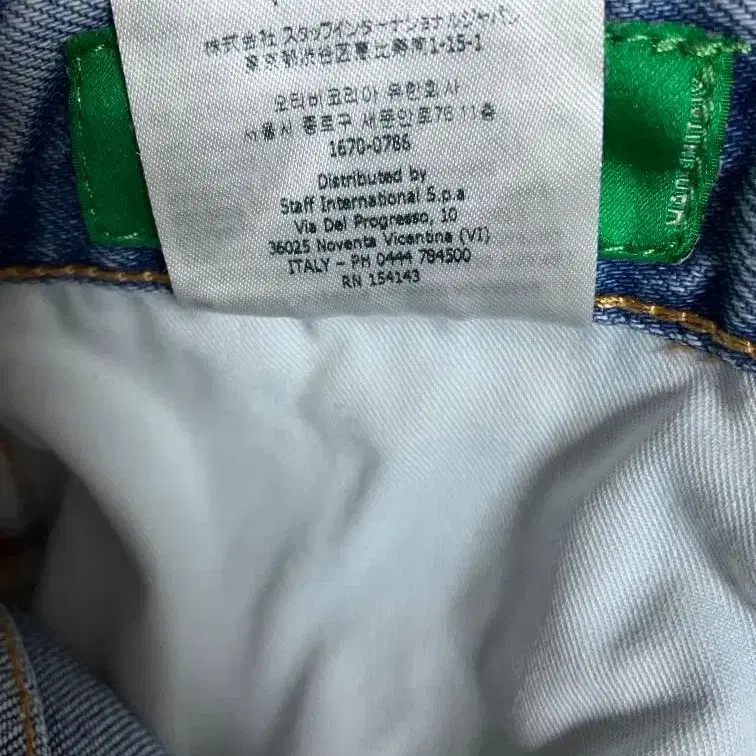 株式会社 スタッフインターナショナルジャパン
東京都渋谷区恵比寿南1-15-1
오티비코리아 유한회사
서울시 종로구 새문안로76 11층
1670-0786
Distributed by
Staff International S.p.a
Via Del Progresso, 10
36025 Noventa Vicentina (VI)
ITALY - PH 0444 784500
RN 154143